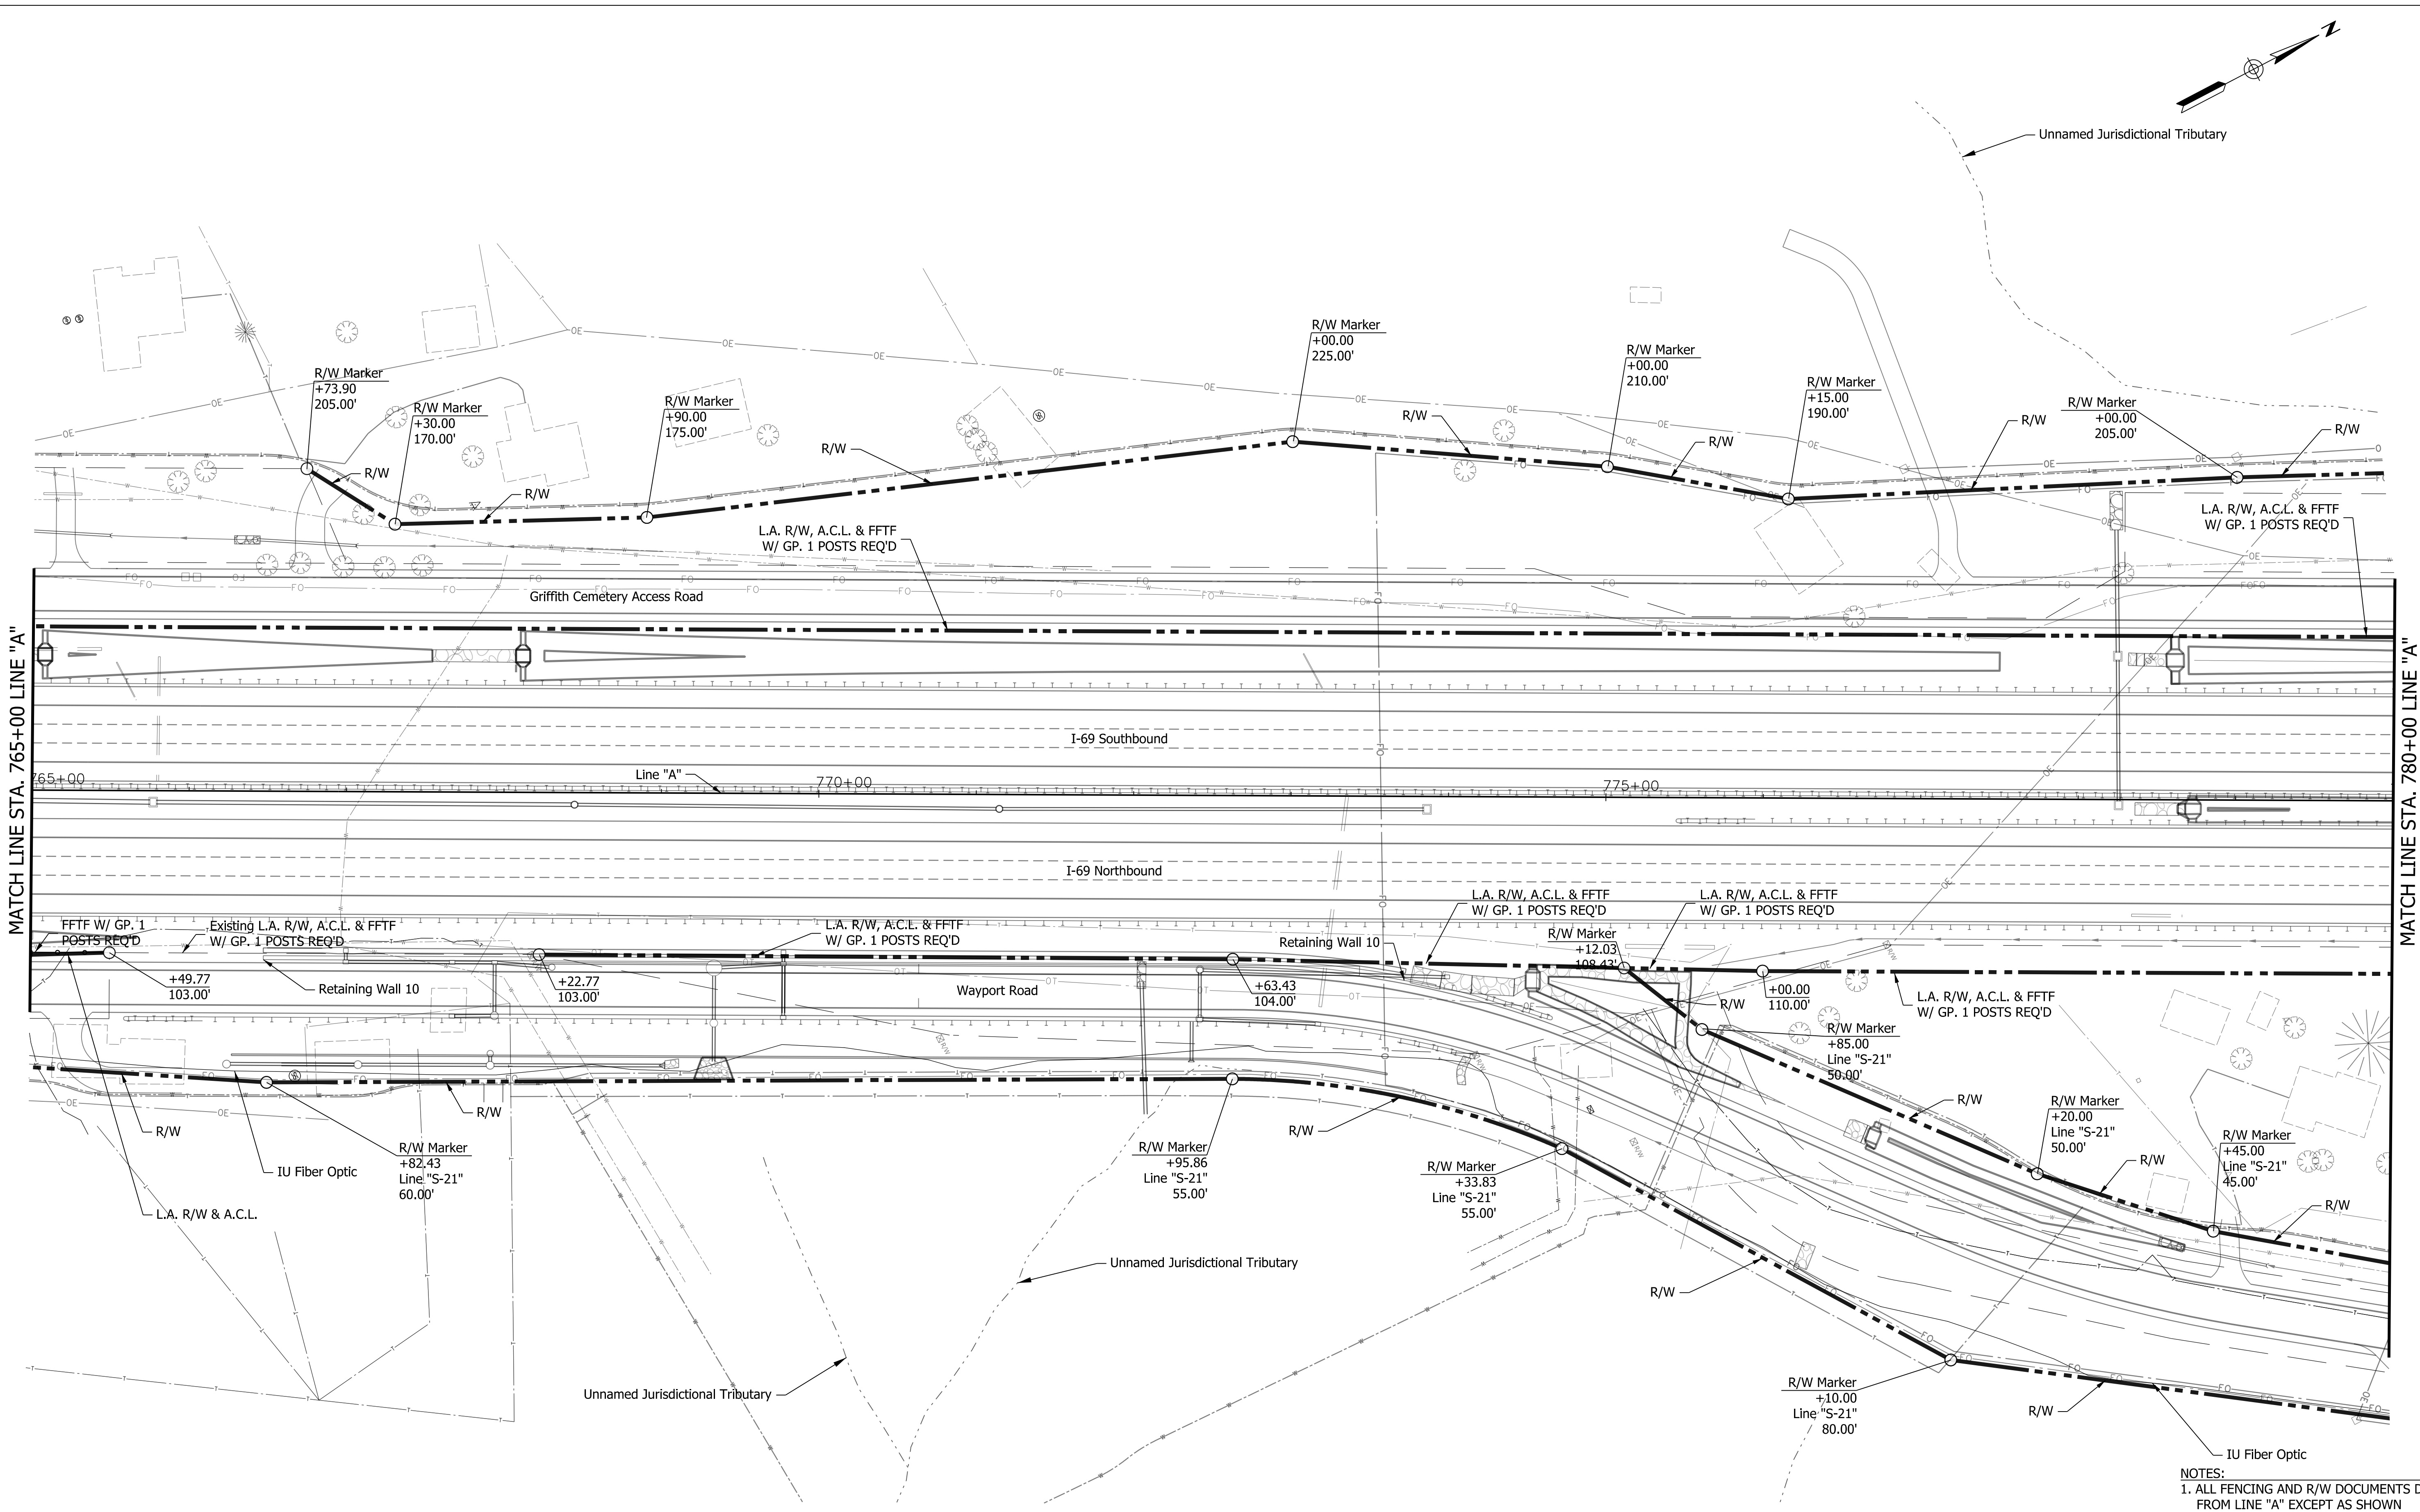 N
Unnamed Jurisdictional Tributary
R/W Marker
+00.00
225.00'
R/W Marker
+00.00
210.00'
R/W Marker
+73.90
205.00'
R/W Marker
+15.00
190.00'
R/W Marker
+30.00
170.00'
R/W Marker
+90.00
175.00'
R/W Marker
+00.00
205.00'
R/W
R/W
R/W
R/W
R/W
R/W
R/W
L.A. R/W, A.C.L. & FFTF
W/ GP. 1 POSTS REQ'D
L.A. R/W, A.C.L. & FFTF
W/ GP. 1 POSTS REQ'D
Griffith Cemetery Access Road
MATCH LINE STA. 765+00 LINE "A"
MATCH LINE STA. 780+00 LINE "A"
I-69 Southbound
Line "A"
765+00
770+00
775+00
I-69 Northbound
FFTF W/ GP. 1
POSTS REQ'D
Existing L.A. R/W, A.C.L. & FFTF
W/ GP. 1 POSTS REQ'D
L.A. R/W, A.C.L. & FFTF
W/ GP. 1 POSTS REQ'D
L.A. R/W, A.C.L. & FFTF
W/ GP. 1 POSTS REQ'D
L.A. R/W, A.C.L. & FFTF
W/ GP. 1 POSTS REQ'D
Retaining Wall 10
R/W Marker
+12.03
108.43'
+49.77
103.00'
Retaining Wall 10
+22.77
103.00'
Wayport Road
+63.43
104.00'
R/W
+00.00
110.00'
L.A. R/W, A.C.L. & FFTF
W/ GP. 1 POSTS REQ'D
R/W Marker
+85.00
Line "S-21"
50.00'
R/W
R/W Marker
+20.00
Line "S-21"
50.00'
R/W
R/W Marker
+45.00
Line "S-21"
45.00'
R/W
R/W
R/W
R/W
IU Fiber Optic
R/W Marker
+82.43
Line "S-21"
60.00'
R/W Marker
+95.86
Line "S-21"
55.00'
R/W Marker
+33.83
Line "S-21"
55.00'
L.A. R/W & A.C.L.
Unnamed Jurisdictional Tributary
R/W
Unnamed Jurisdictional Tributary
R/W Marker
+10.00
Line "S-21"
80.00'
R/W
IU Fiber Optic
NOTES:
1. ALL FENCING AND R/W DOCUMENTS D
FROM LINE "A" EXCEPT AS SHOWN